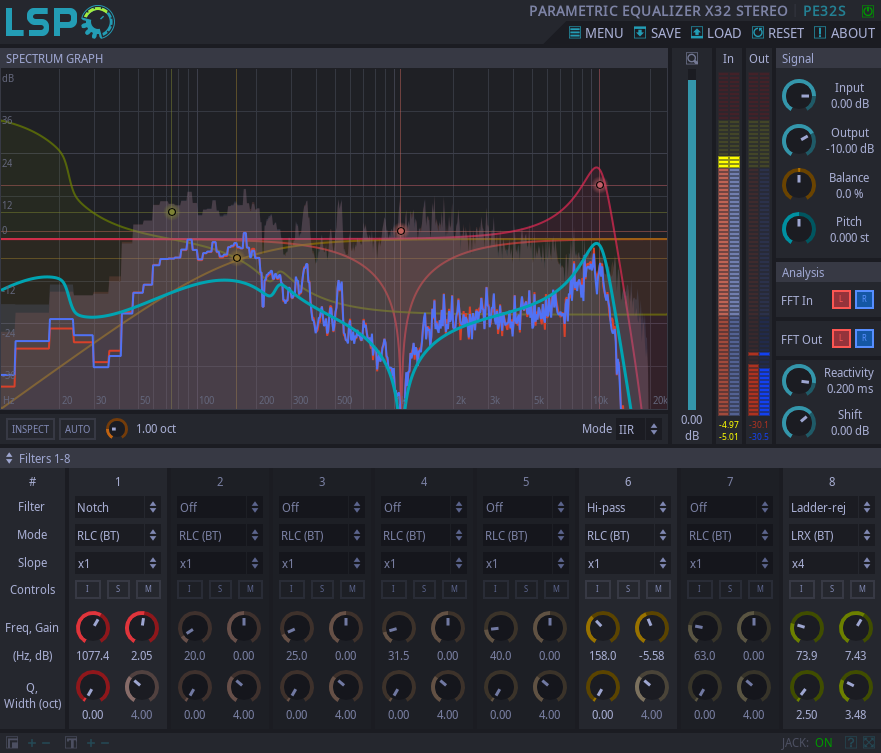 LSP
PARAMETRIC EQUALIZER X32 STEREO PE32S
MENU SAVE LOAD RESET ABOUT
SPECTRUM GRAPH
In Out
Signal
dB
36
24
12
0
-12
-24
Hz 20 30 50 100 200 300 500 2k 3k 5k 10k 20k
Input
0.00 dB
Output
-10.00 dB
Balance
0.0 %
Pitch
0.000 st
Analysis
FFT In L R
FFT Out L R
Reactivity
0.200 ms
Shift
0.00 dB
0.00
dB
-4.97 -30.1
-5.01 -30.5
INSPECT AUTO 1.00 oct Mode IIR
Filters 1-8
# 1 2 3 4 5 6 7 8
Filter Notch Off Off Off Off Hi-pass Off Ladder-rej
Mode RLC (BT) RLC (BT) RLC (BT) RLC (BT) RLC (BT) RLC (BT) RLC (BT) LRX (BT)
Slope x1 x1 x1 x1 x1 x1 x1 x4
Controls I S M I S M I S M I S M I S M I S M I S M I S M
Freq, Gain
(Hz, dB) 1077.4 2.05 20.0 0.00 25.0 0.00 31.5 0.00 40.0 0.00 158.0 -5.58 63.0 0.00 73.9 7.43
Q,
Width (oct)
0.00 4.00 0.00 4.00 0.00 4.00 0.00 4.00 0.00 4.00 0.00 4.00 0.00 4.00 2.50 3.48
JACK: ON ?